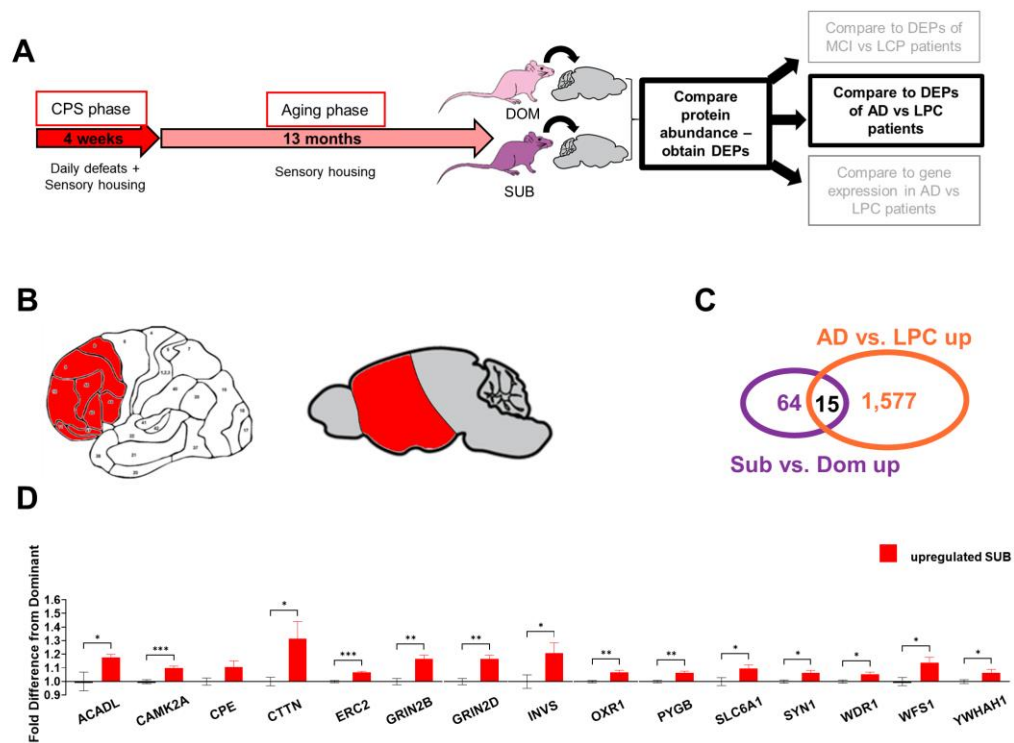 A
CPS phase
4 weeks
Daily defeats +
Sensory housing
Aging phase
13 months
Sensory housing
DOM
SUB
Compare
protein
abundance –
obtain DEPs
Compare to DEPs of
MCI vs LCP patients
Compare to DEPs
of AD vs LPC
patients
Compare to gene
expression in AD vs
LPC patients
B
C
AD vs. LPC up
64
15
1,577
Sub vs. Dom up
D
Fold Difference from Dominant
upregulated SUB
1.6
1.5
1.4
1.3
1.2
1.1
1.0
0.9
*
***
*
***
**
**
*
**
**
*
*
*
*
*
ACADL
CAMK2A
CPE
CTTN
ERC2
GRIN2B
GRIN2D
INVS
OXR1
PYGB
SLC6A1
SYN1
WDR1
WFS1
YWHAH1